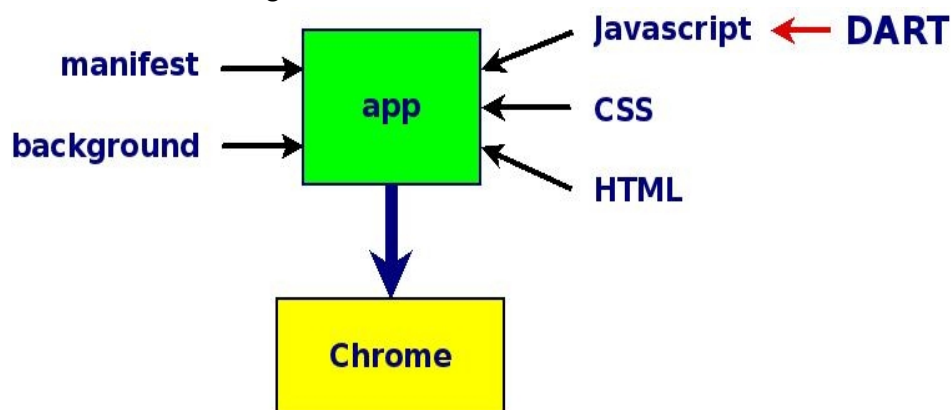 Javascript
DART
manifest
app
CSS
background
HTML
Chrome